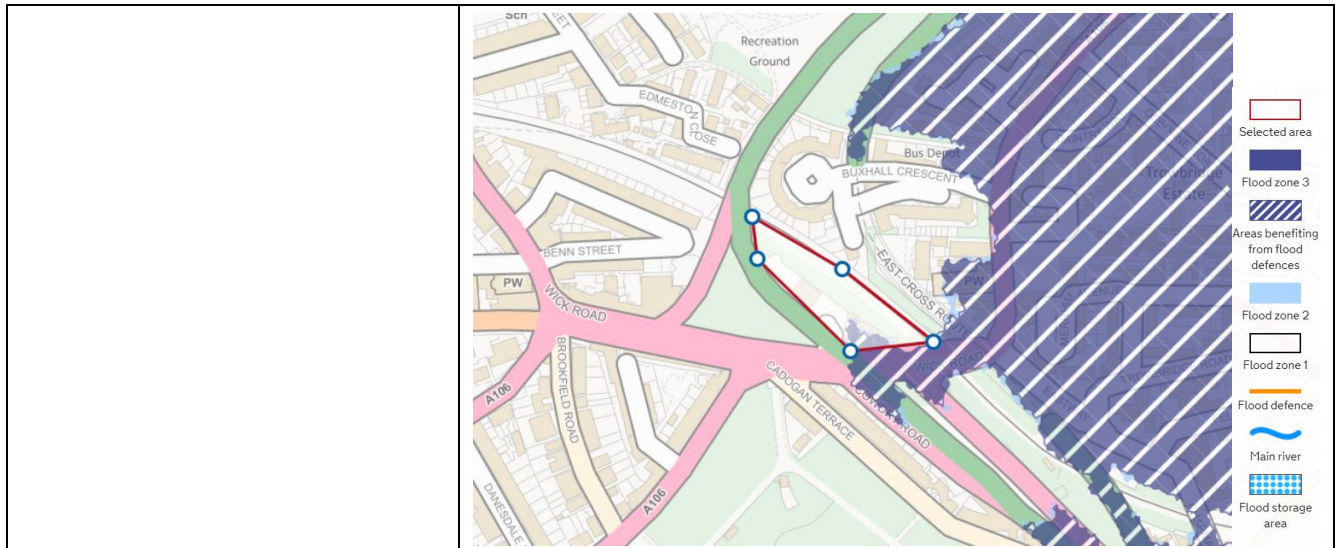 Sch
Recreation
Ground
EDMESTON CLOSE
Bus Depot
BUXHALL CRESCENT
Trowbridge
Estate
BENN STREET
EAST-CROSS ROUTE
PW
PW
WICK ROAD
WICK ROAD
BROOKFIELD ROAD
CADOGAN TERRACE
TROWBRIDGE ROAD
A106
A106
Selected area
Flood zone 3
Areas benefiting
from flood
defences
Flood zone 2
Flood zone 1
Flood defence
Main river
Flood storage
area